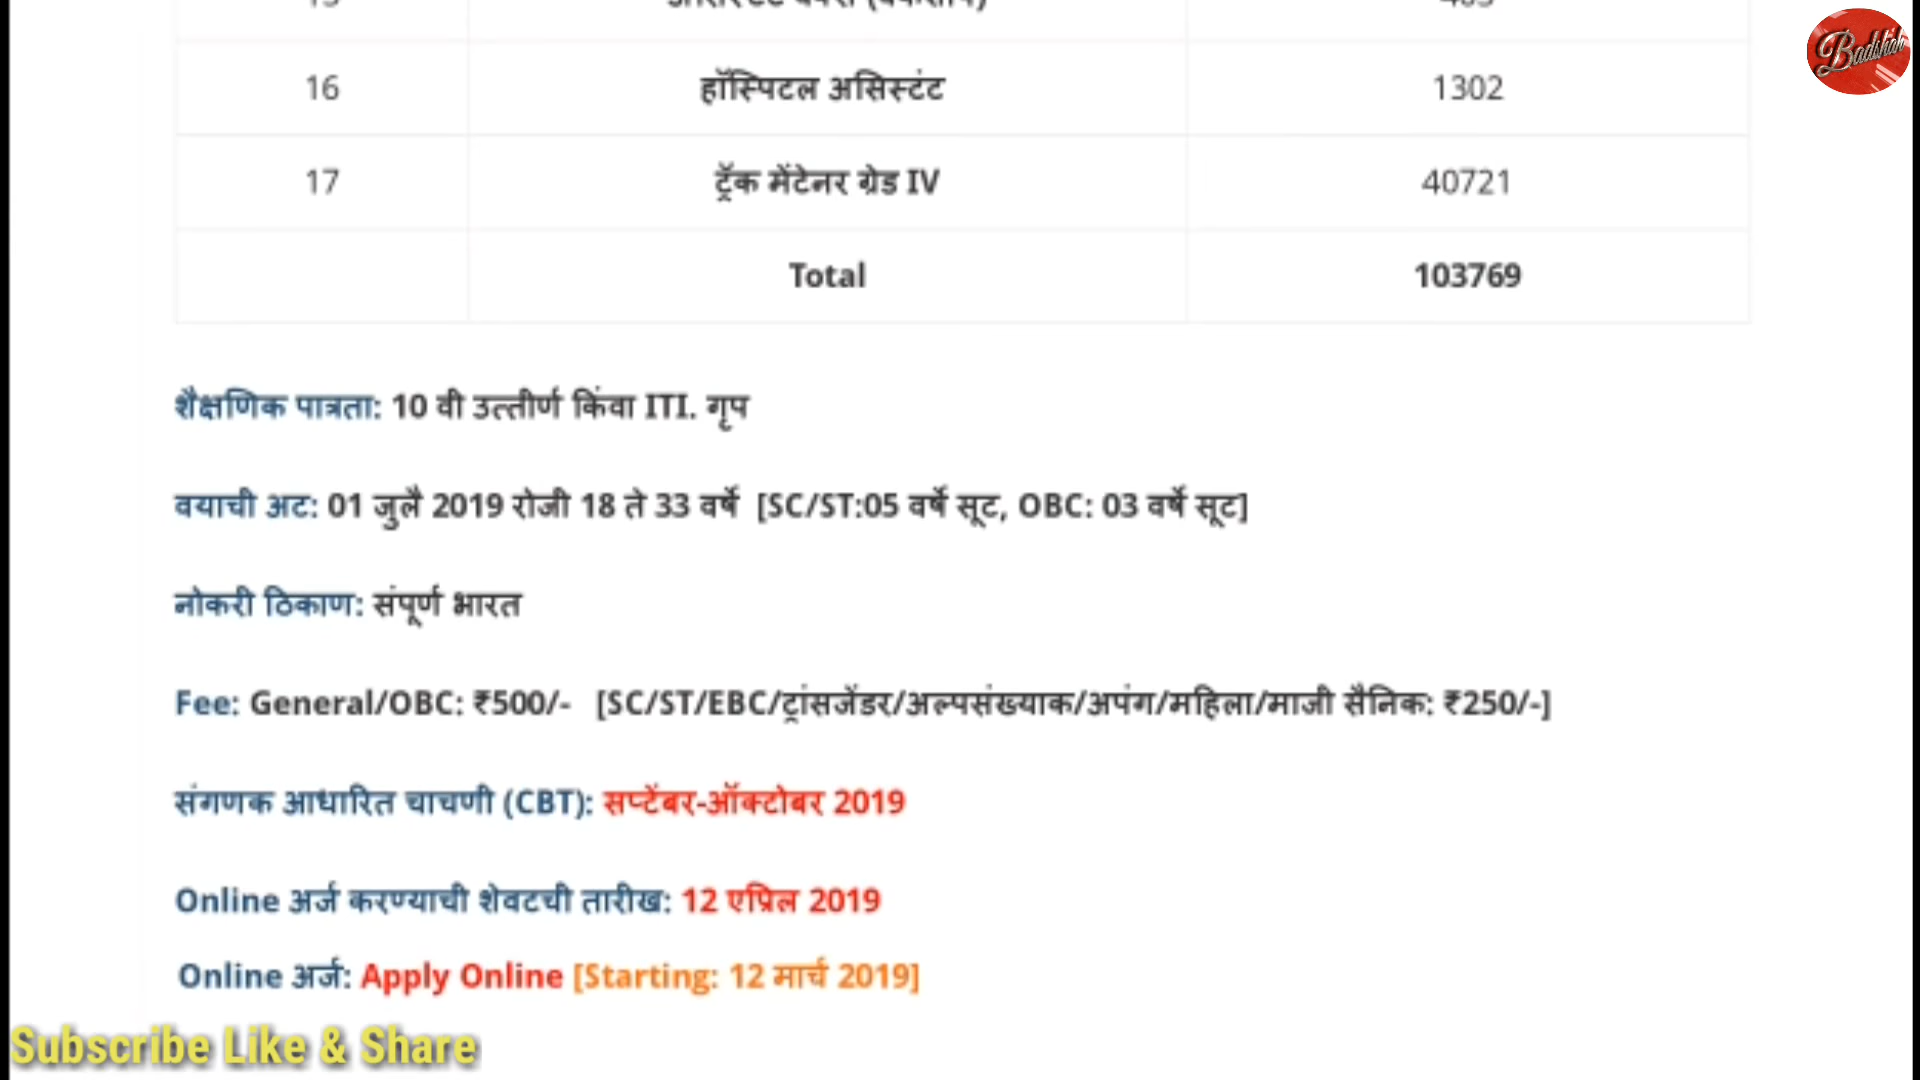 Badshah
16 हॉस्पिटल असिस्टंट 1302
17 ट्रॅक मेंटेनर ग्रेड IV 40721
Total 103769
शैक्षणिक पात्रता: 10 वी उत्तीर्ण किंवा ITI. गृप
वयाची अट: 01 जुलै 2019 रोजी 18 ते 33 वर्षे [SC/ST:05 वर्षे सूट, OBC: 03 वर्षे सूट]
नोकरी ठिकाण: संपूर्ण भारत
Fee: General/OBC: ₹500/- [SC/ST/EBC/ट्रांसजेंडर/अल्पसंख्याक/अपंग/महिला/माजी सैनिक: ₹250/-]
संगणक आधारित चाचणी (CBT): सप्टेंबर-ऑक्टोबर 2019
Online अर्ज करण्याची शेवटची तारीख: 12 एप्रिल 2019
Online अर्ज: Apply Online [Starting: 12 मार्च 2019]
Subscribe Like & Share